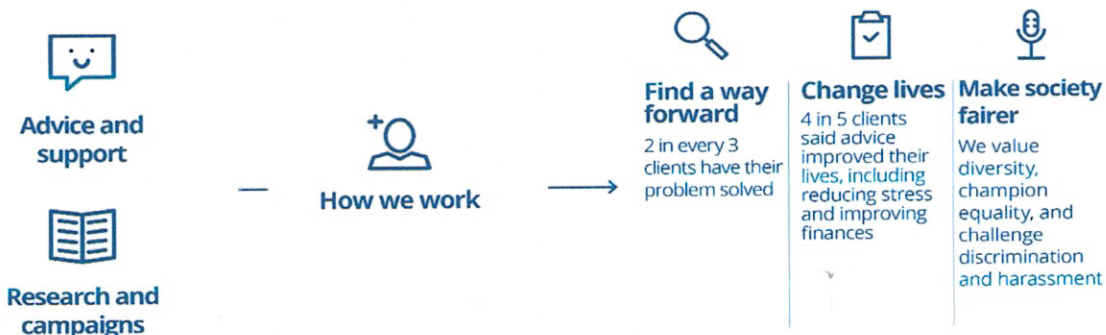 Advice and
support
Research and
campaigns
How we work
Find a way
forward
2 in every 3
clients have their
problem solved
Change lives
4 in 5 clients
said advice
improved their
lives, including
reducing stress
and improving
finances
Make society
fairer
We value
diversity,
champion
equality, and
challenge
discrimination
and harassment